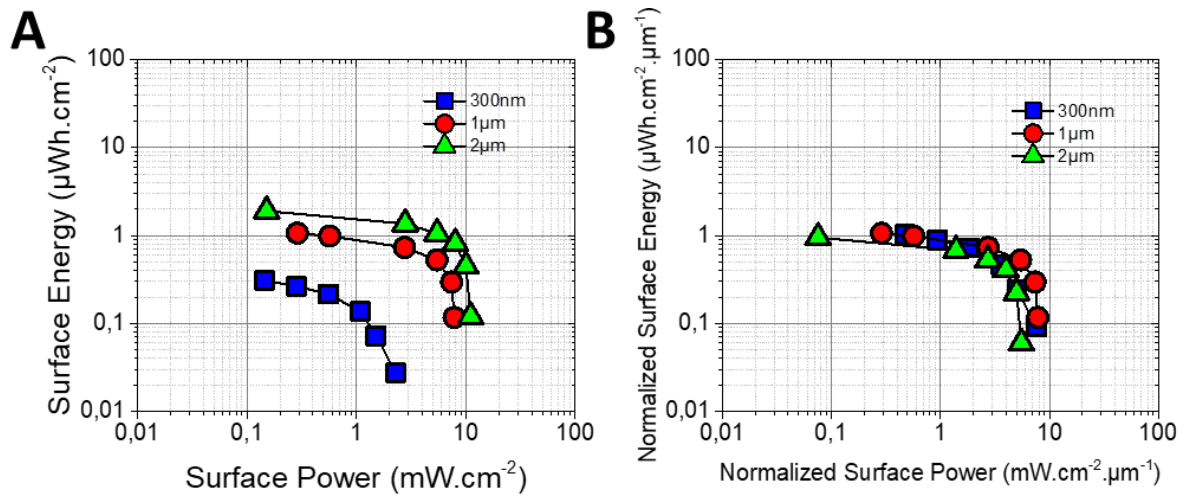 A
Surface Energy (µWh.cm⁻²)
100
10
1
0,1
0,01
300nm
1µm
2µm
0,01
0,1
1
10
100
Surface Power (mW.cm⁻²)
B
Normalized Surface Energy (µWh.cm⁻².µm⁻¹)
100
10
1
0,1
0,01
300nm
1µm
2µm
0,01
0,1
1
10
100
Normalized Surface Power (mW.cm⁻².µm⁻¹)